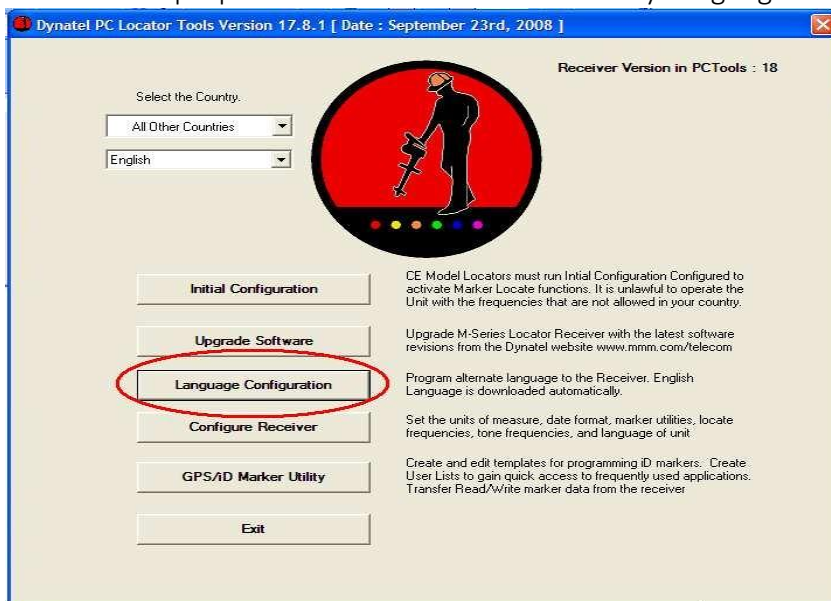 Dynatel PC Locator Tools Version 17.8.1 [ Date : September 23rd, 2008 ]
Receiver Version in PCTools : 18
Select the Country.
All Other Countries
English
Initial Configuration
CE Model Locators must run Intial Configuration Configured to
activate Marker Locate functions. It is unlawful to operate the
Unit with the frequencies that are not allowed in your country.
Upgrade Software
Upgrade M-Series Locator Receiver with the latest software
revisions from the Dynatel website www.mmm.com/telecom
Language Configuration
Program alternate language to the Receiver. English
Language is downloaded automatically.
Configure Receiver
Set the units of measure, date format, marker utilities, locate
frequencies, tone frequencies, and language of unit
GPS/iD Marker Utility
Create and edit templates for programming iD markers. Create
User Lists to gain quick access to frequently used applications.
Transfer Read/Write marker data from the receiver
Exit